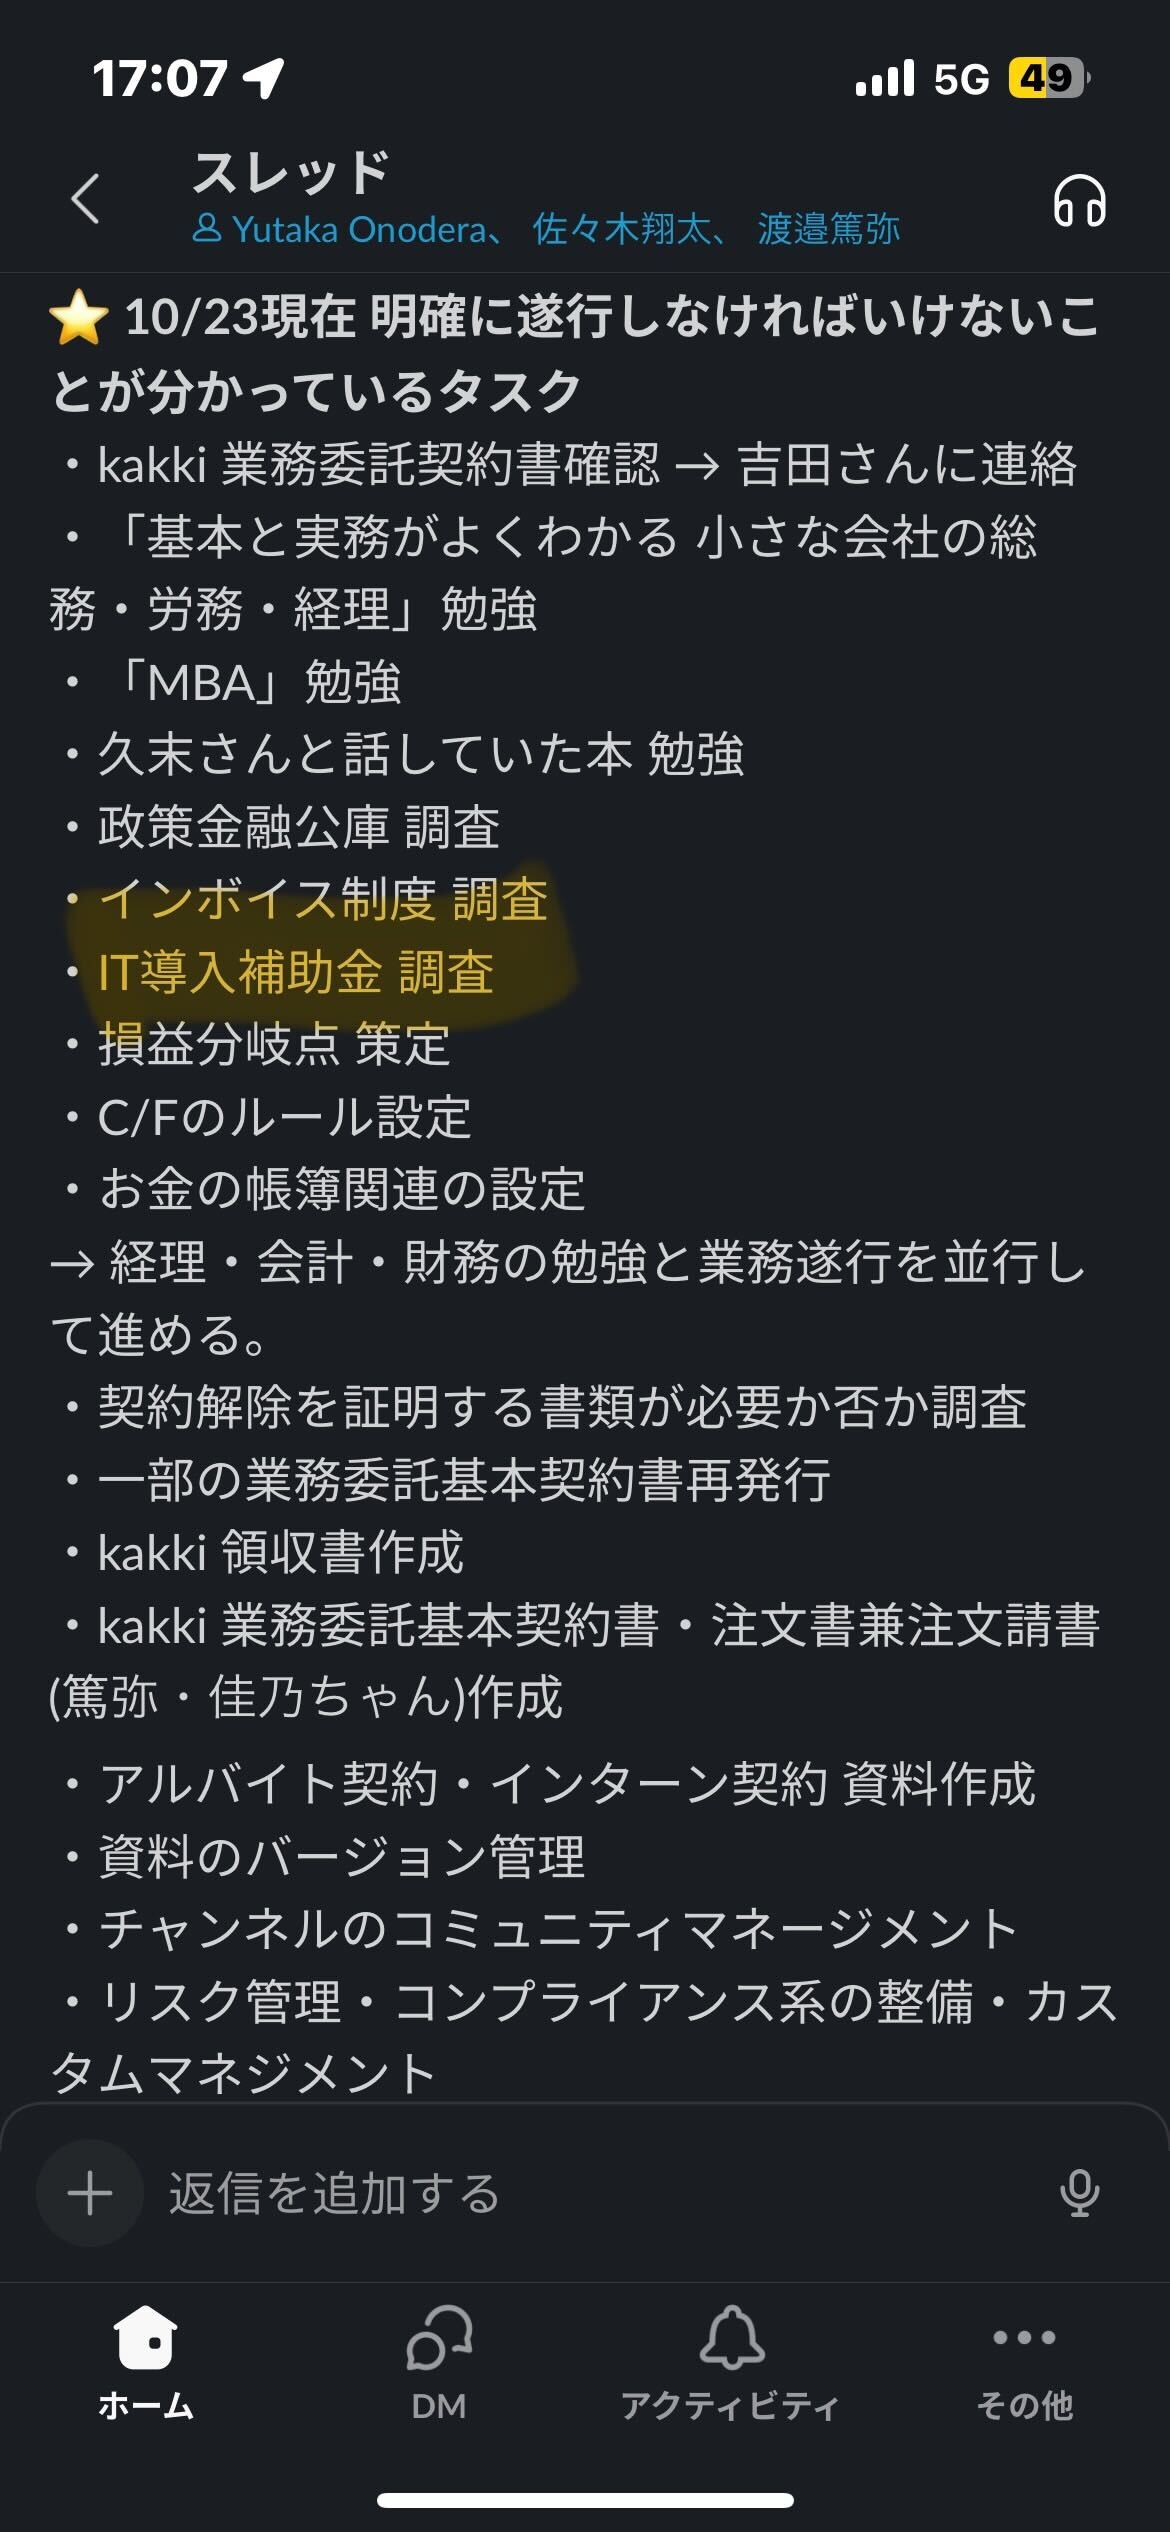 17:07
5G
49
スレッド
Yutaka Onodera、 佐々木翔太、 渡邉篤弥
⭐ 10/23現在 明確に遂行しなければいけないこ
とが分かっているタスク
・kakki 業務委託契約書確認 → 吉田さんに連絡
・「基本と実務がよくわかる 小さな会社の総
務・労務・経理」勉強
・「MBA」勉強
・久末さんと話していた本 勉強
・政策金融公庫 調査
・インボイス制度 調査
・IT導入補助金 調査
・損益分岐点 策定
・C/Fのルール設定
・お金の帳簿関連の設定
→ 経理・会計・財務の勉強と業務遂行を並行し
て進める。
・契約解除を証明する書類が必要か否か調査
・一部の業務委託基本契約書再発行
・kakki 領収書作成
・kakki 業務委託基本契約書・注文書兼注文請書
(篤弥・佳乃ちゃん)作成
・アルバイト契約・インターン契約 資料作成
・資料のバージョン管理
・チャンネルのコミュニティマネージメント
・リスク管理・コンプライアンス系の整備・カス
タムマネジメント
返信を追加する
ホーム
DM
アクティビティ
その他